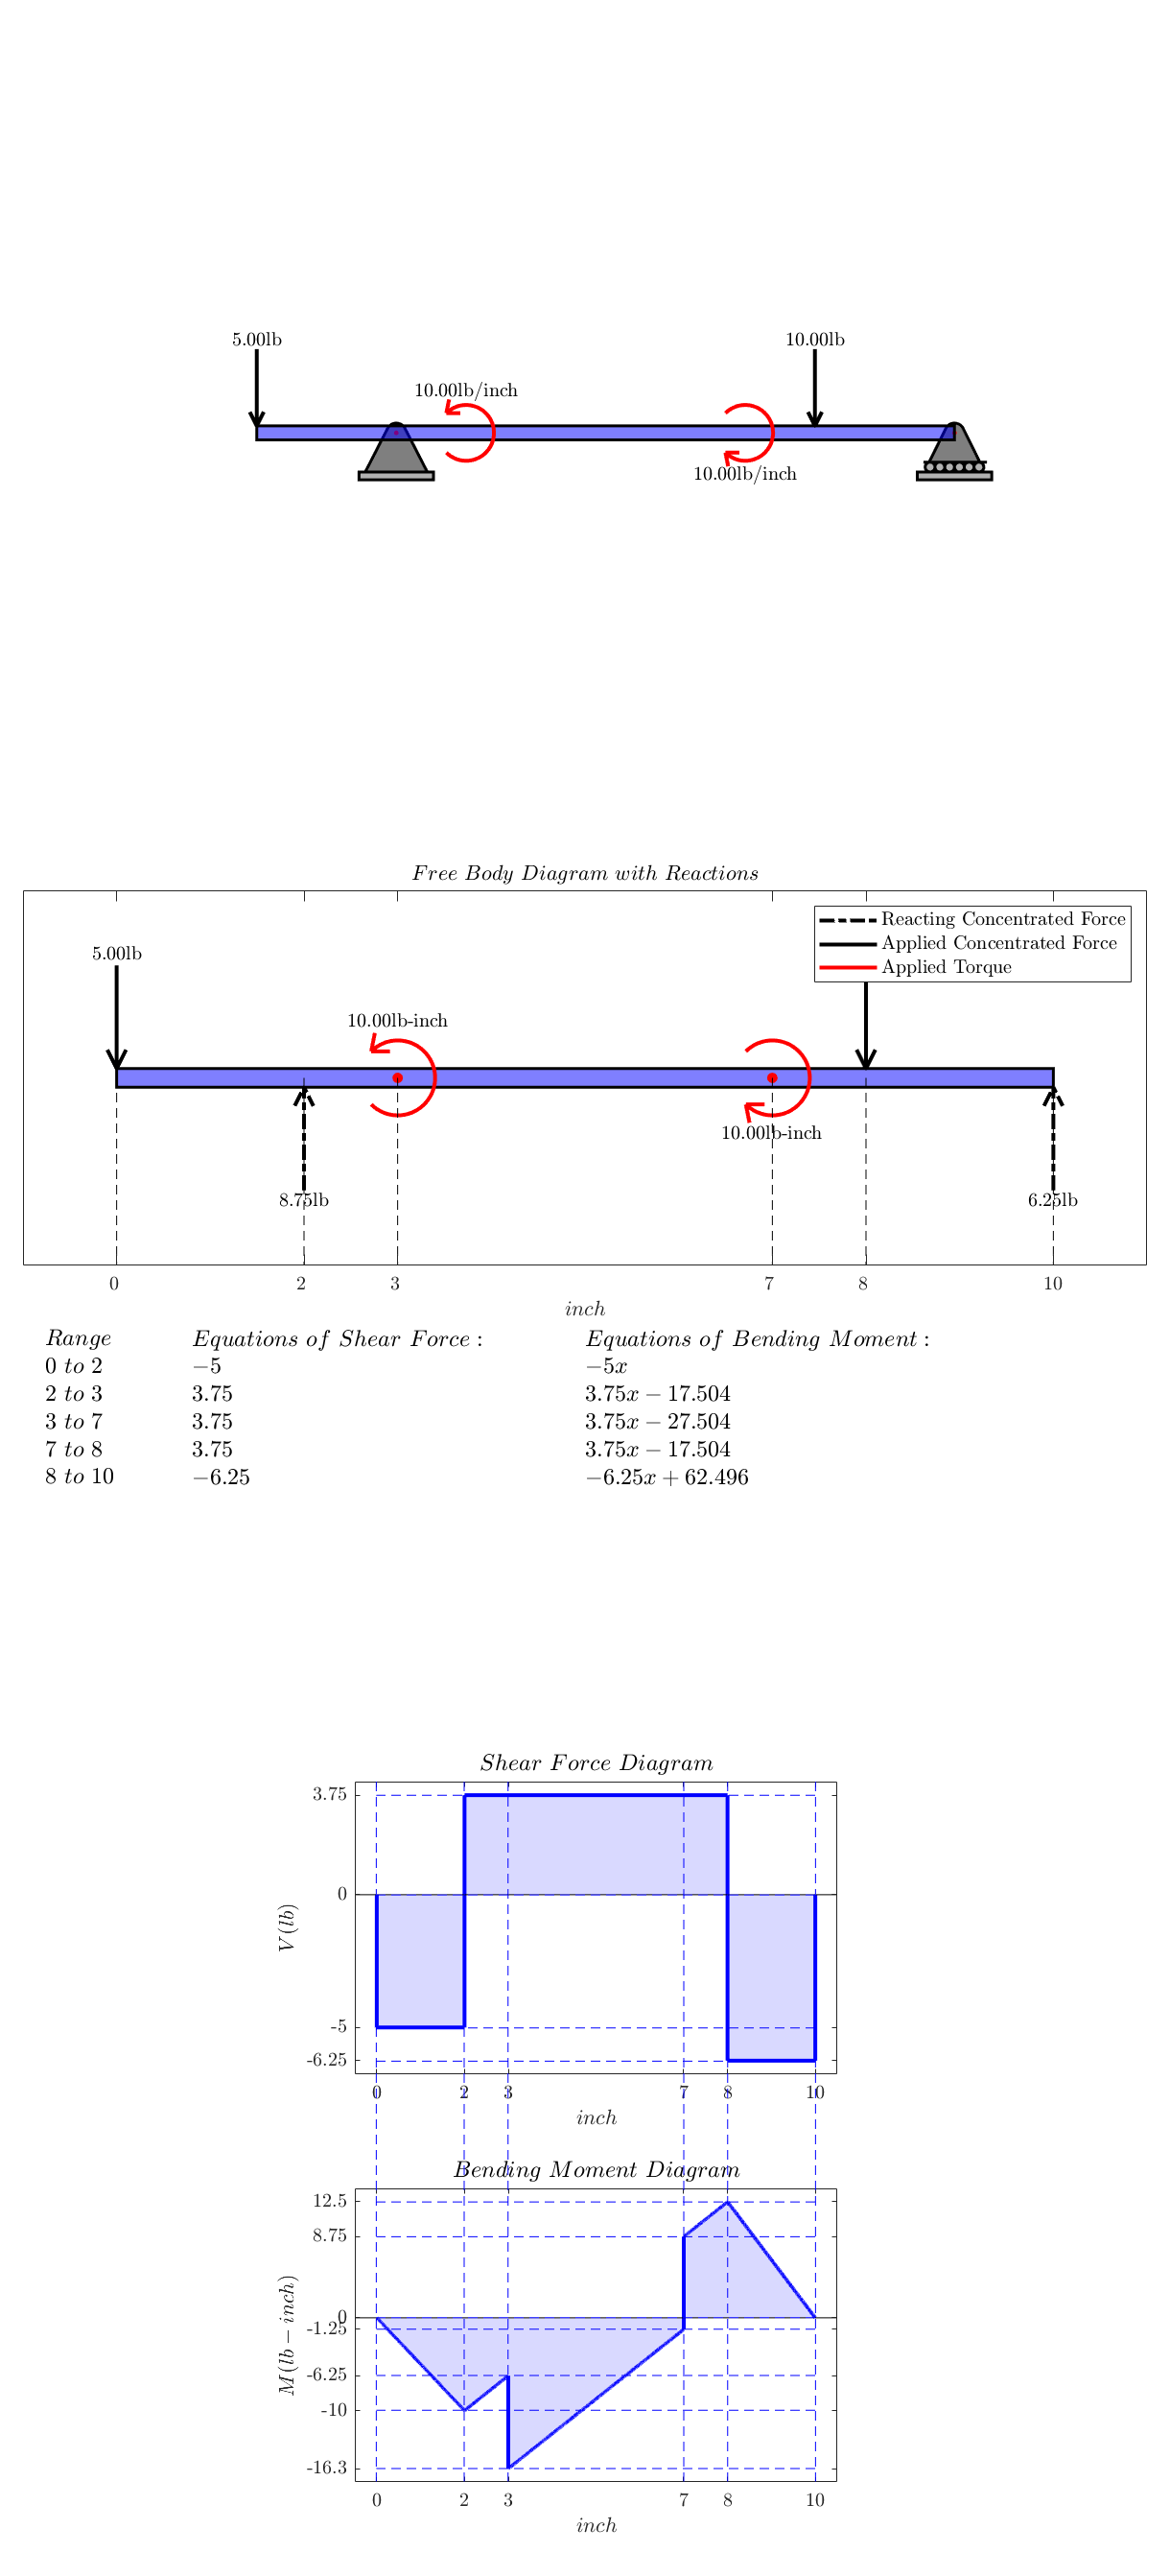 5.00lb 10.00lb
10.00lb/inch
10.00lb/inch
Free Body Diagram with Reactions
Reacting Concentrated Force
Applied Concentrated Force
Applied Torque
5.00lb
10.00lb-inch
10.00lb-inch
8.75lb 6.25lb
0 2 3 7 8 10
inch
Range Equations of Shear Force : Equations of Bending Moment :
0 to 2 −5 −5x
2 to 3 3.75 3.75x − 17.504
3 to 7 3.75 3.75x − 27.504
7 to 8 3.75 3.75x − 17.504
8 to 10 −6.25 −6.25x + 62.496
Shear Force Diagram
3.75
0
-5
-6.25
V(lb)
0 2 3 7 8 10
inch
Bending Moment Diagram
12.5
8.75
0
-1.25
-6.25
-10
-16.3
M(lb − inch)
0 2 3 7 8 10
inch